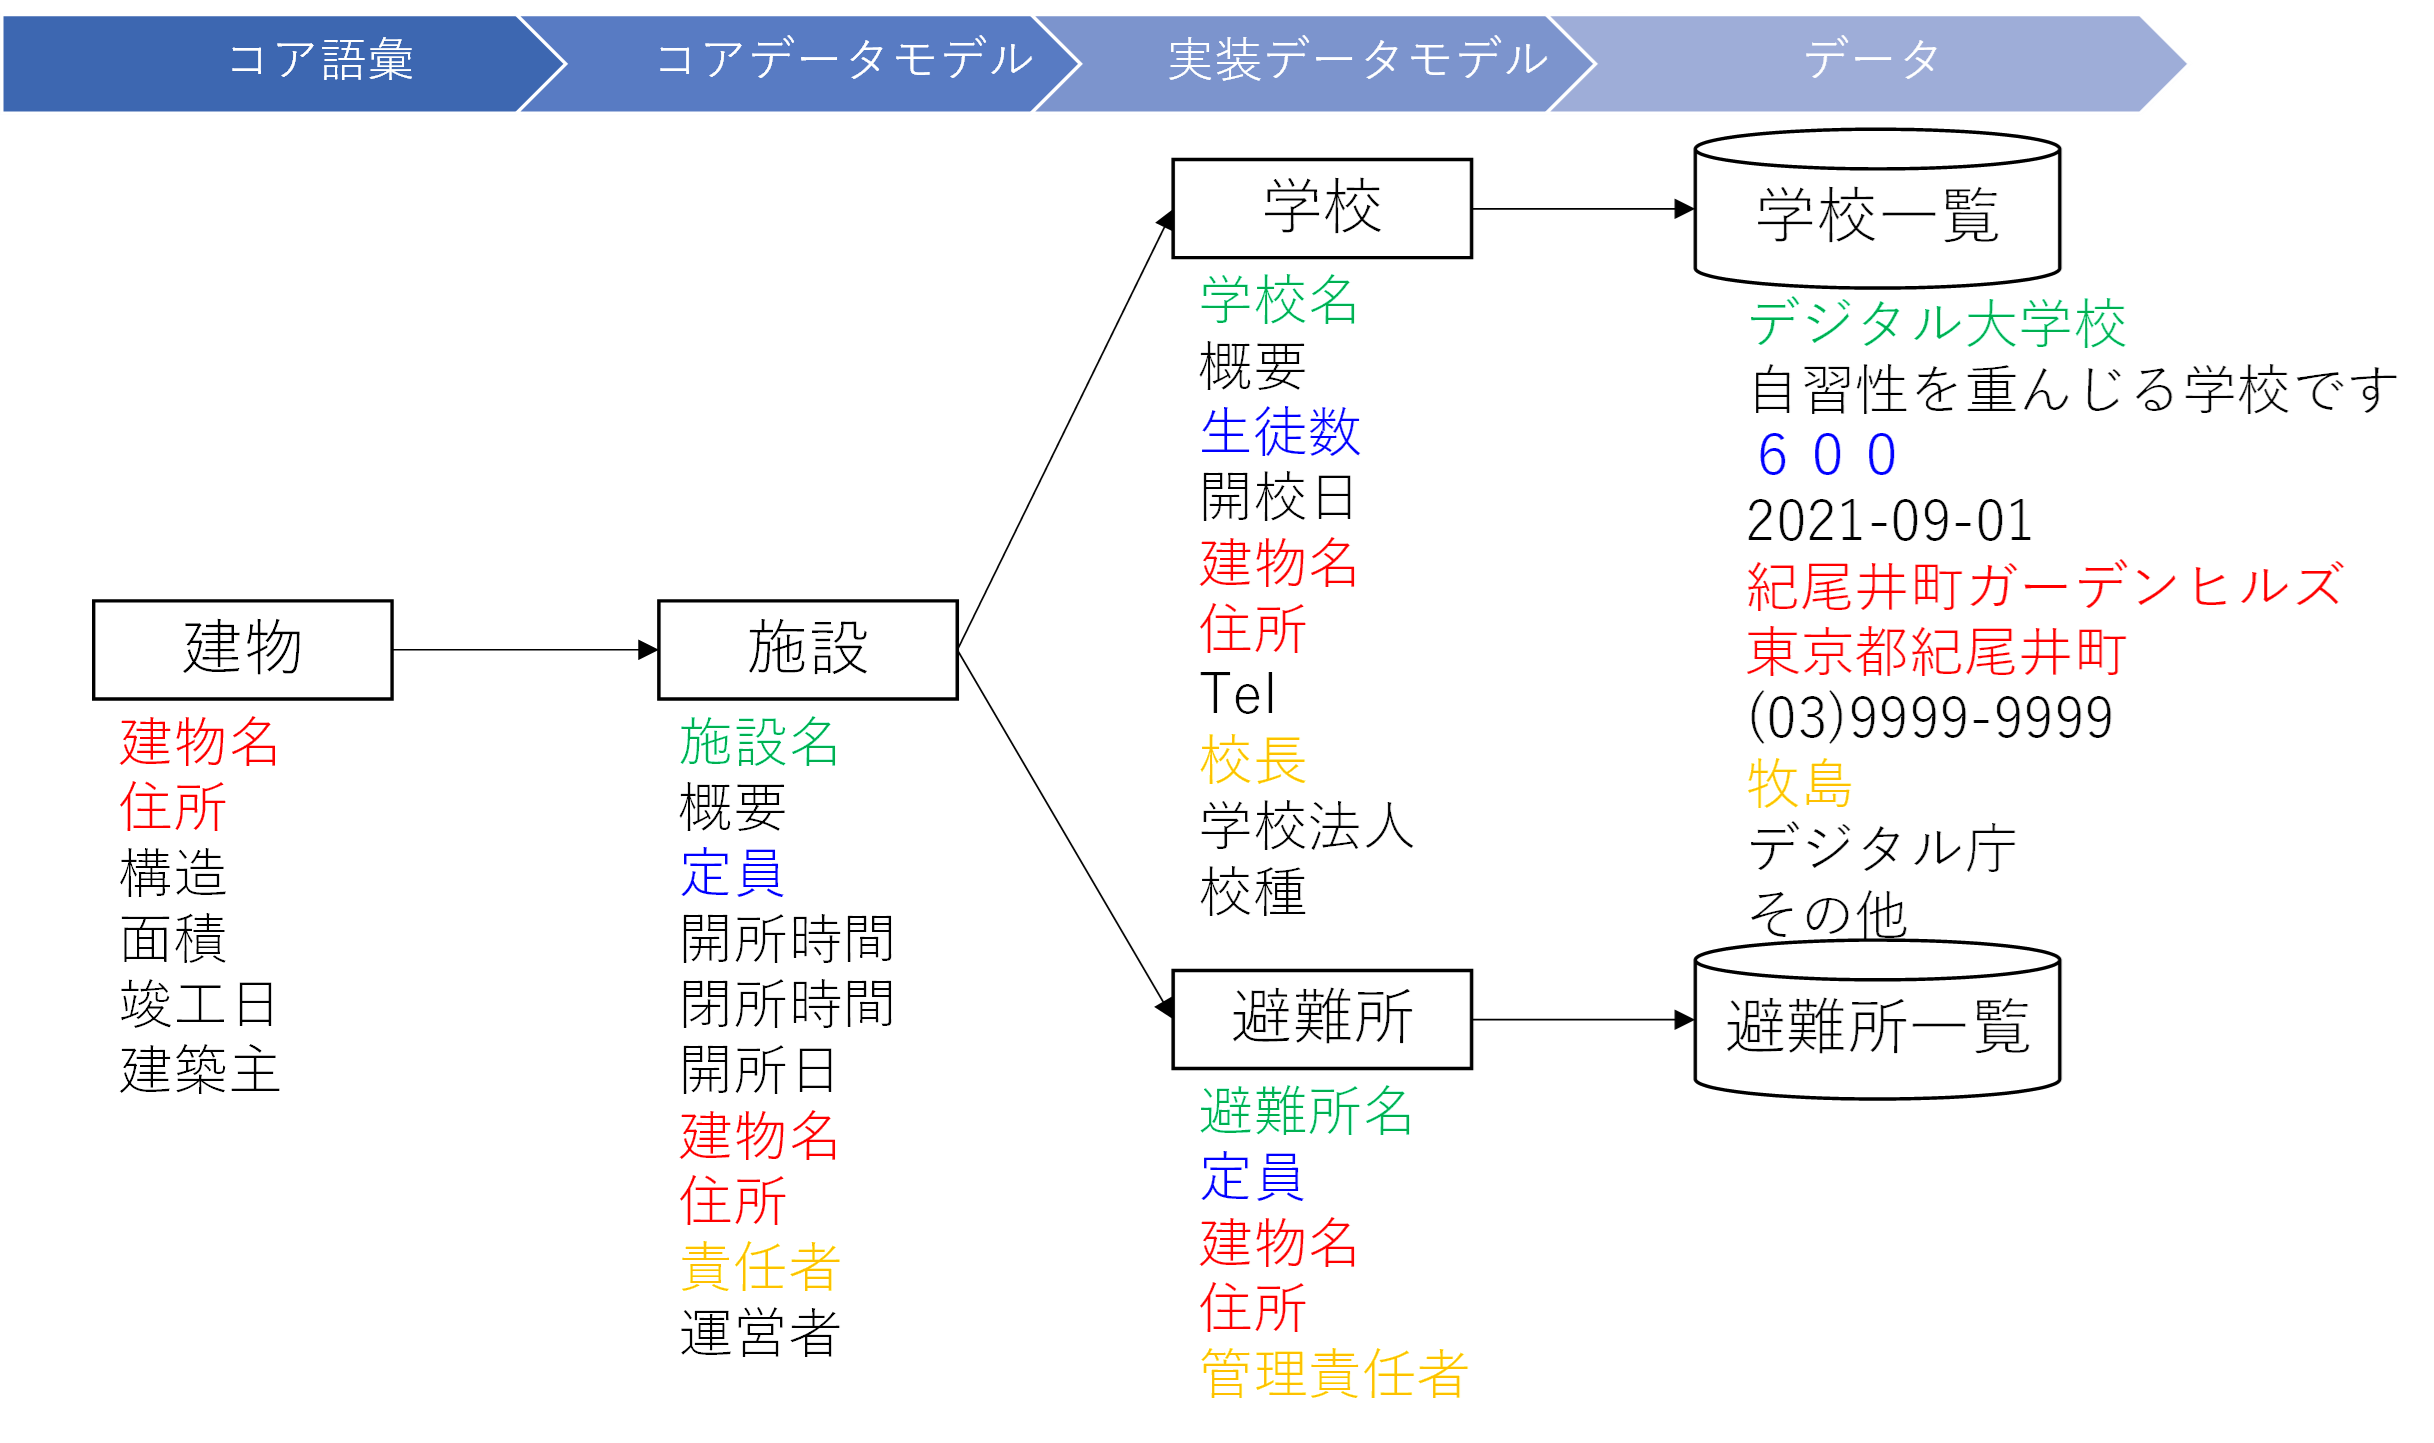 コア語彙
コアデータモデル
実装データモデル
データ
建物
建物名
住所
構造
面積
竣工日
建築主
施設
施設名
概要
定員
開所時間
閉所時間
開所日
建物名
住所
責任者
運営者
学校
学校名
概要
生徒数
開校日
建物名
住所
Tel
校長
学校法人
校種
避難所
避難所名
定員
建物名
住所
管理責任者
学校一覧
デジタル大学校
自習性を重んじる学校です
６００
2021-09-01
紀尾井町ガーデンヒルズ
東京都紀尾井町
(03)9999-9999
牧島
デジタル庁
その他
避難所一覧